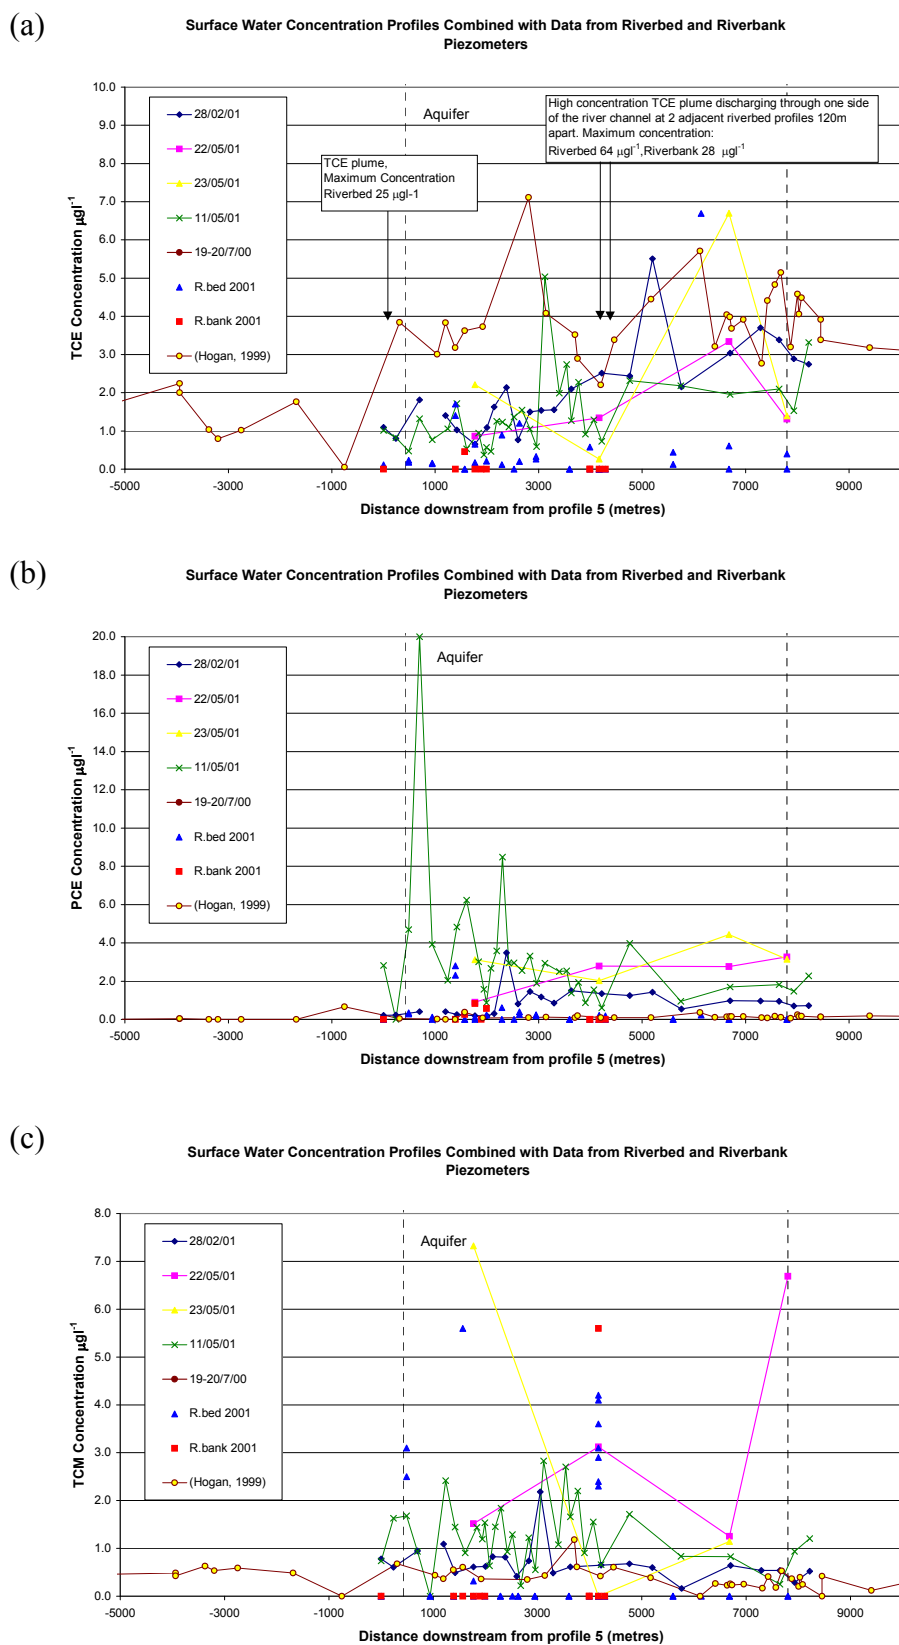 (a)
Surface Water Concentration Profiles Combined with Data from Riverbed and Riverbank
Piezometers
10.0
9.0
8.0
7.0
6.0
5.0
4.0
3.0
2.0
1.0
0.0
TCE Concentration µgl-1
28/02/01
22/05/01
23/05/01
11/05/01
19-20/7/00
R.bed 2001
R.bank 2001
(Hogan, 1999)
Aquifer
TCE plume,
Maximum Concentration
Riverbed 25 µgl-1
High concentration TCE plume discharging through one side
of the river channel at 2 adjacent riverbed profiles 120m
apart. Maximum concentration:
Riverbed 64 µgl-1,Riverbank 28 µgl-1
-5000 -3000 -1000 1000 3000 5000 7000 9000
Distance downstream from profile 5 (metres)
(b)
Surface Water Concentration Profiles Combined with Data from Riverbed and Riverbank
Piezometers
20.0
18.0
16.0
14.0
12.0
10.0
8.0
6.0
4.0
2.0
0.0
PCE Concentration µgl-1
28/02/01
22/05/01
23/05/01
11/05/01
19-20/7/00
R.bed 2001
R.bank 2001
(Hogan, 1999)
Aquifer
-5000 -3000 -1000 1000 3000 5000 7000 9000
Distance downstream from profile 5 (metres)
(c)
Surface Water Concentration Profiles Combined with Data from Riverbed and Riverbank
Piezometers
8.0
7.0
6.0
5.0
4.0
3.0
2.0
1.0
0.0
TCM Concentration µgl-1
28/02/01
22/05/01
23/05/01
11/05/01
19-20/7/00
R.bed 2001
R.bank 2001
(Hogan, 1999)
Aquifer
-5000 -3000 -1000 1000 3000 5000 7000 9000
Distance downstream from profile 5 (metres)